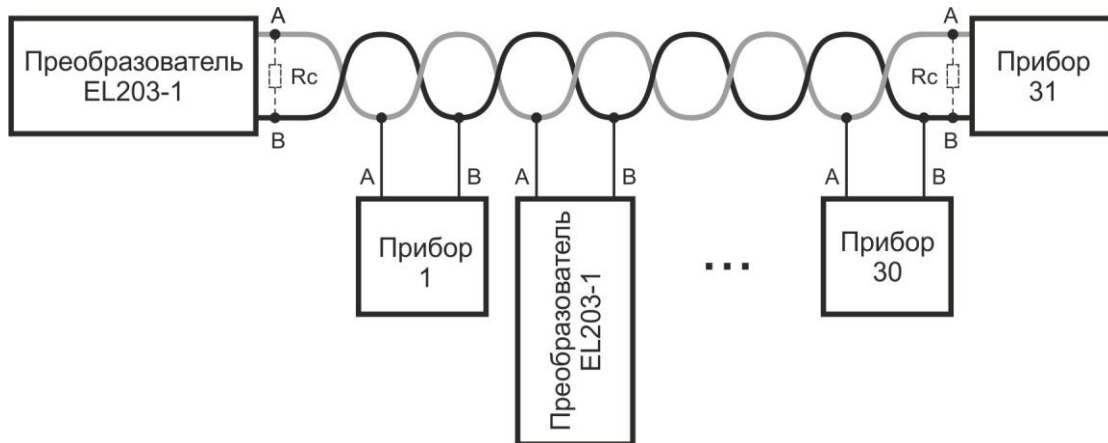 A
A
Преобразователь
EL203-1
Rc
Rc
Прибор
31
B
B
A
B
A
B
A
B
Прибор
1
Преобразователь
EL203-1
...
Прибор
30